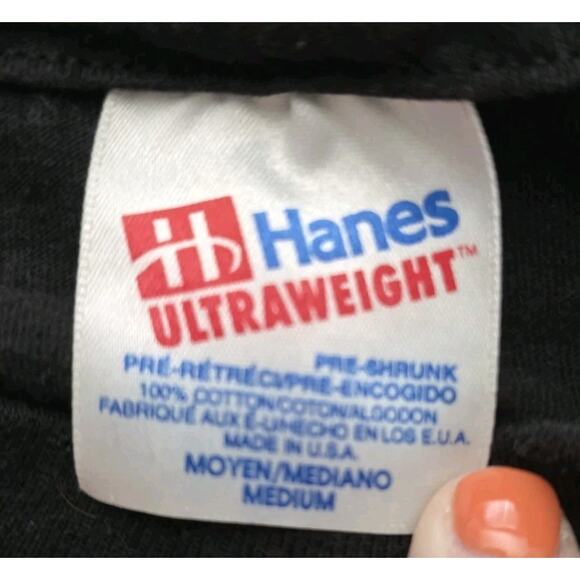 H Hanes
ULTRAWEIGHT™
PRE-SHRUNK
PRÉ-RÉTRÉCI/PRE-ENCOGIDO
100% COTTON/COTON/ALGODON
FABRIQUÉ AUX É-U/HECHO EN LOS E.U.A.
MADE IN U.S.A.
MOYEN/MEDIANO
MEDIUM